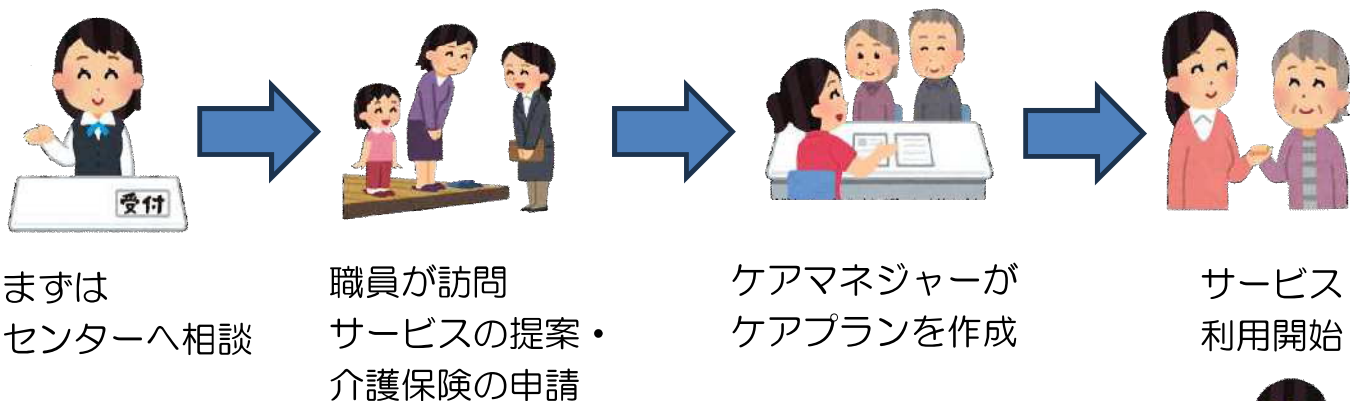 受付
まずは
センターへ相談
職員が訪問
サービスの提案・
介護保険の申請
ケアマネジャーが
ケアプランを作成
サービス
利用開始